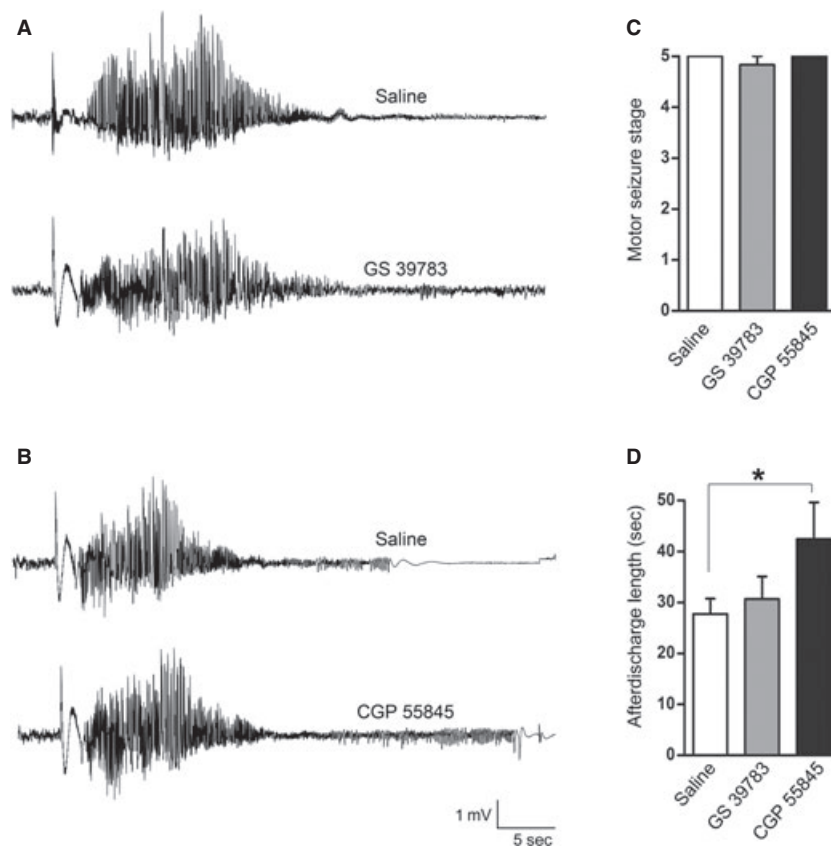 A
Saline
GS 39783
B
Saline
CGP 55845
1 mV
5 sec
C
Motor seizure stage
5
4
3
2
1
0
Saline
GS 39783
CGP 55845
D
*
Afterdischarge length (sec)
50
40
30
20
10
0
Saline
GS 39783
CGP 55845